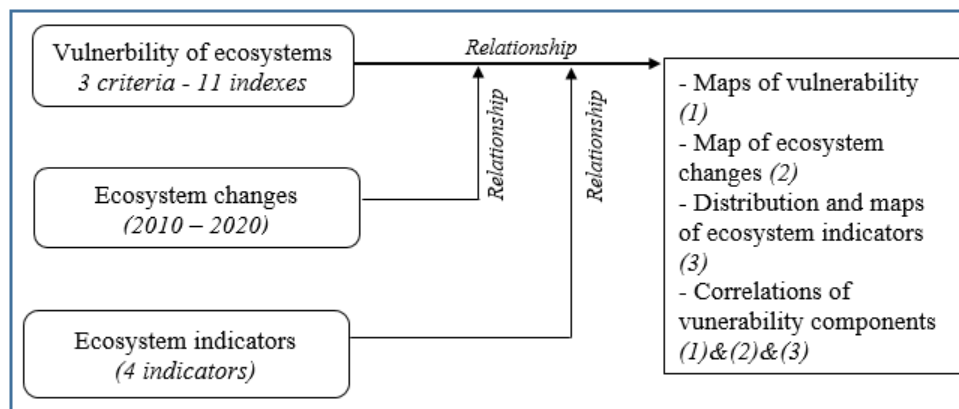 Vulnerbility of ecosystems
3 criteria - 11 indexes
Relationship
Relationship
Relationship
Ecosystem changes
(2010 – 2020)
Ecosystem indicators
(4 indicators)
- Maps of vulnerability
(1)
- Map of ecosystem
changes (2)
- Distribution and maps
of ecosystem indicators
(3)
- Correlations of
vunerability components
(1)&(2)&(3)